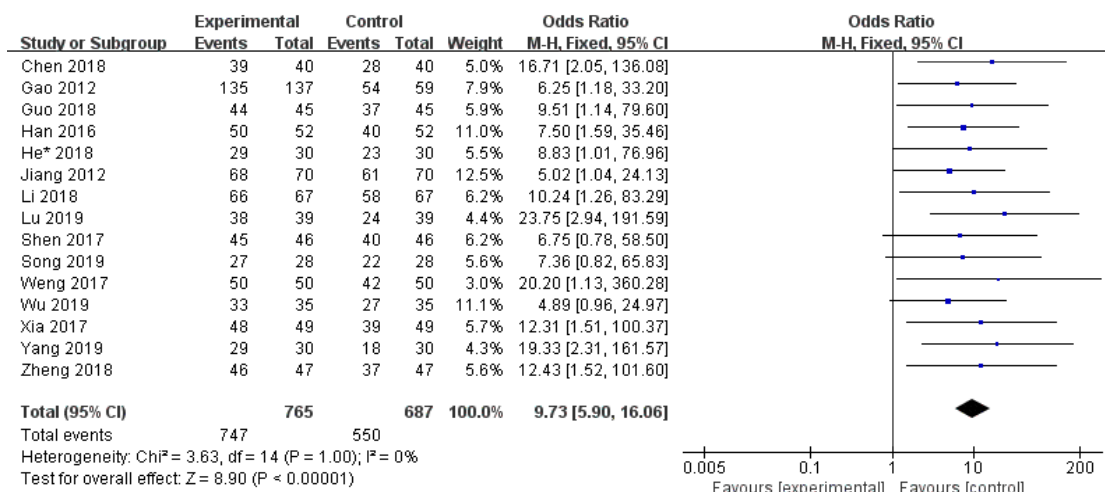 Experimental Control Odds Ratio Odds Ratio
Study or Subgroup Events Total Events Total Weight M-H, Fixed, 95% CI M-H, Fixed, 95% CI
Chen 2018 39 40 28 40 5.0% 16.71 [2.05, 136.08]
Gao 2012 135 137 54 59 7.9% 6.25 [1.18, 33.20]
Guo 2018 44 45 37 45 5.9% 9.51 [1.14, 79.60]
Han 2016 50 52 40 52 11.0% 7.50 [1.59, 35.46]
He* 2018 29 30 23 30 5.5% 8.83 [1.01, 76.96]
Jiang 2012 68 70 61 70 12.5% 5.02 [1.04, 24.13]
Li 2018 66 67 58 67 6.2% 10.24 [1.26, 83.29]
Lu 2019 38 39 24 39 4.4% 23.75 [2.94, 191.59]
Shen 2017 45 46 40 46 6.2% 6.75 [0.78, 58.50]
Song 2019 27 28 22 28 5.6% 7.36 [0.82, 65.83]
Weng 2017 50 50 42 50 3.0% 20.20 [1.13, 360.28]
Wu 2019 33 35 27 35 11.1% 4.89 [0.96, 24.97]
Xia 2017 48 49 39 49 5.7% 12.31 [1.51, 100.37]
Yang 2019 29 30 18 30 4.3% 19.33 [2.31, 161.57]
Zheng 2018 46 47 37 47 5.6% 12.43 [1.52, 101.60]
Total (95% CI) 765 687 100.0% 9.73 [5.90, 16.06]
Total events 747 550
Heterogeneity: Chi² = 3.63, df = 14 (P = 1.00); I² = 0%
Test for overall effect: Z = 8.90 (P < 0.00001)
0.005 0.1 1 10 200
Favours [experimental] Favours [control]